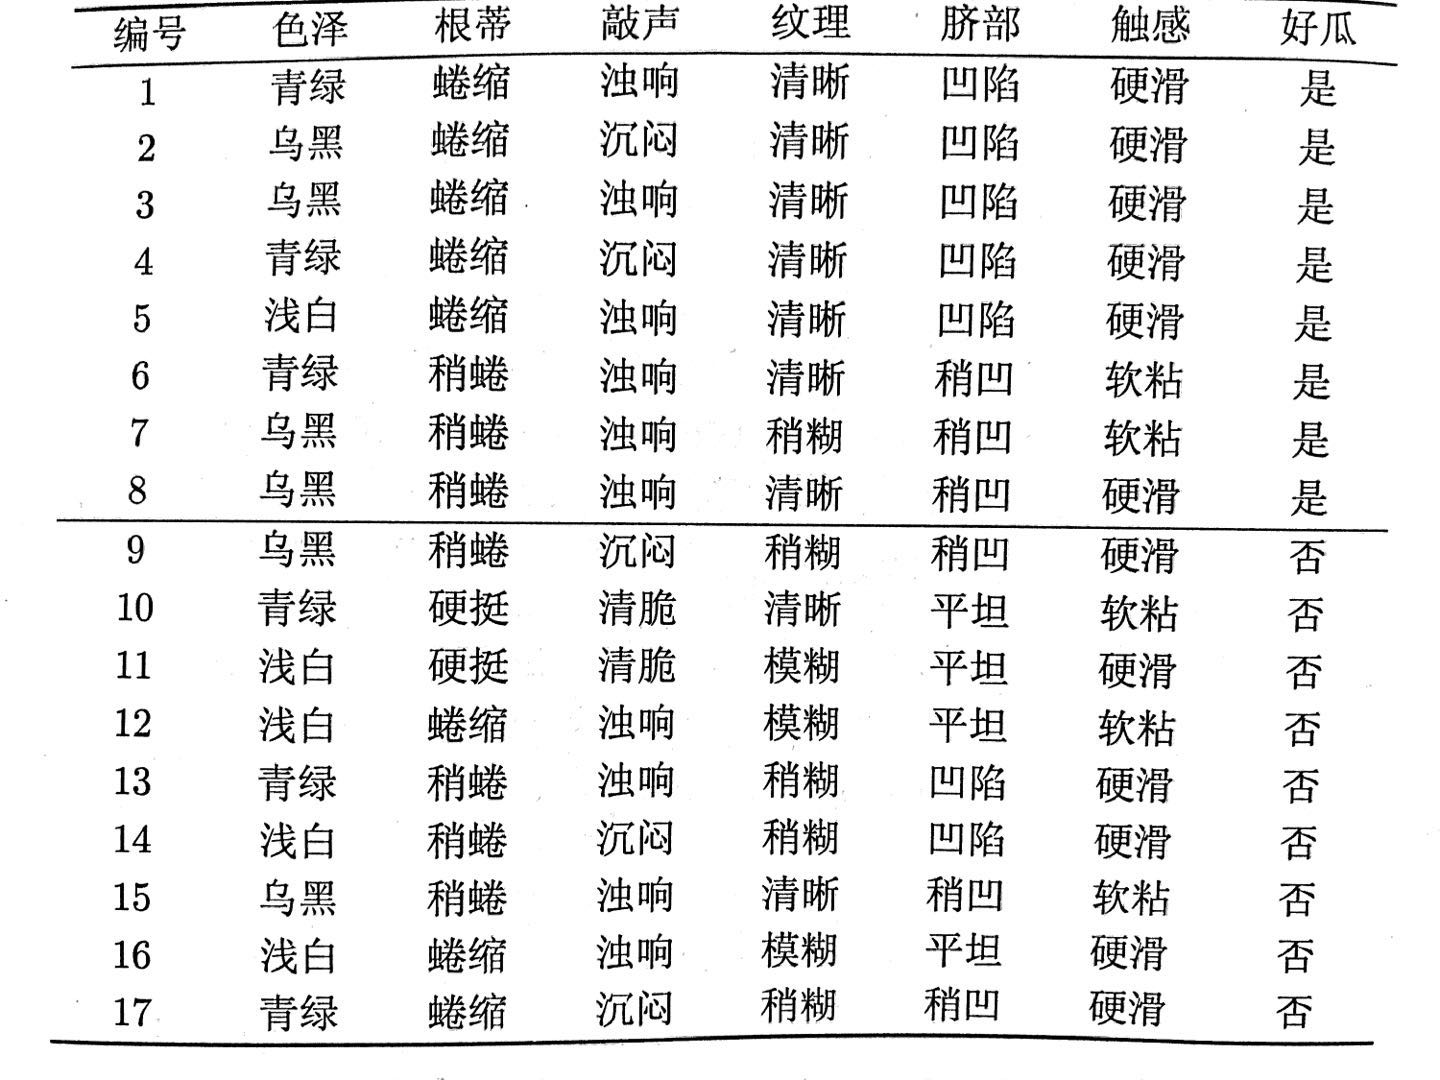 编号 色泽 根蒂 敲声 纹理 脐部 触感 好瓜
1 青绿 蜷缩 浊响 清晰 凹陷 硬滑 是
2 乌黑 蜷缩 沉闷 清晰 凹陷 硬滑 是
3 乌黑 蜷缩 浊响 清晰 凹陷 硬滑 是
4 青绿 蜷缩 沉闷 清晰 凹陷 硬滑 是
5 浅白 蜷缩 浊响 清晰 凹陷 硬滑 是
6 青绿 稍蜷 浊响 清晰 稍凹 软粘 是
7 乌黑 稍蜷 浊响 稍糊 稍凹 软粘 是
8 乌黑 稍蜷 浊响 清晰 稍凹 硬滑 是
9 乌黑 稍蜷 沉闷 稍糊 稍凹 硬滑 否
10 青绿 硬挺 清脆 清晰 平坦 软粘 否
11 浅白 硬挺 清脆 模糊 平坦 硬滑 否
12 浅白 蜷缩 浊响 模糊 平坦 软粘 否
13 青绿 稍蜷 浊响 稍糊 凹陷 硬滑 否
14 浅白 稍蜷 沉闷 稍糊 凹陷 硬滑 否
15 乌黑 稍蜷 浊响 清晰 稍凹 软粘 否
16 浅白 蜷缩 浊响 模糊 平坦 硬滑 否
17 青绿 蜷缩 沉闷 稍糊 稍凹 硬滑 否